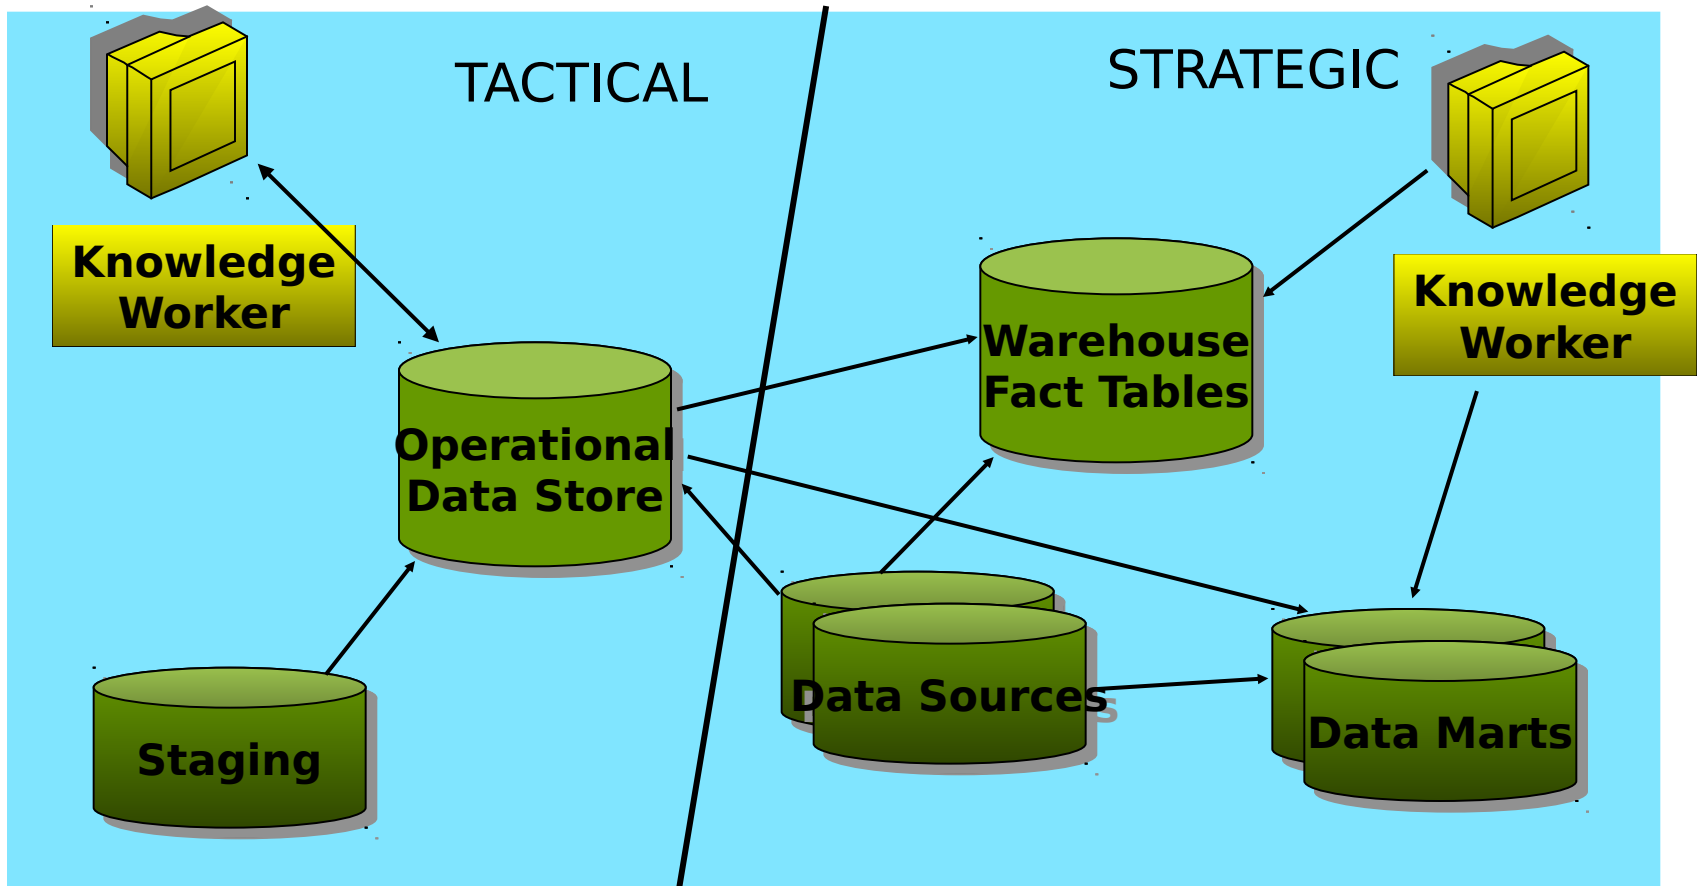 TACTICAL
STRATEGIC
Knowledge
Worker
Knowledge
Worker
Warehouse
Fact Tables
Operational
Data Store
Data Sources
Staging
Data Marts